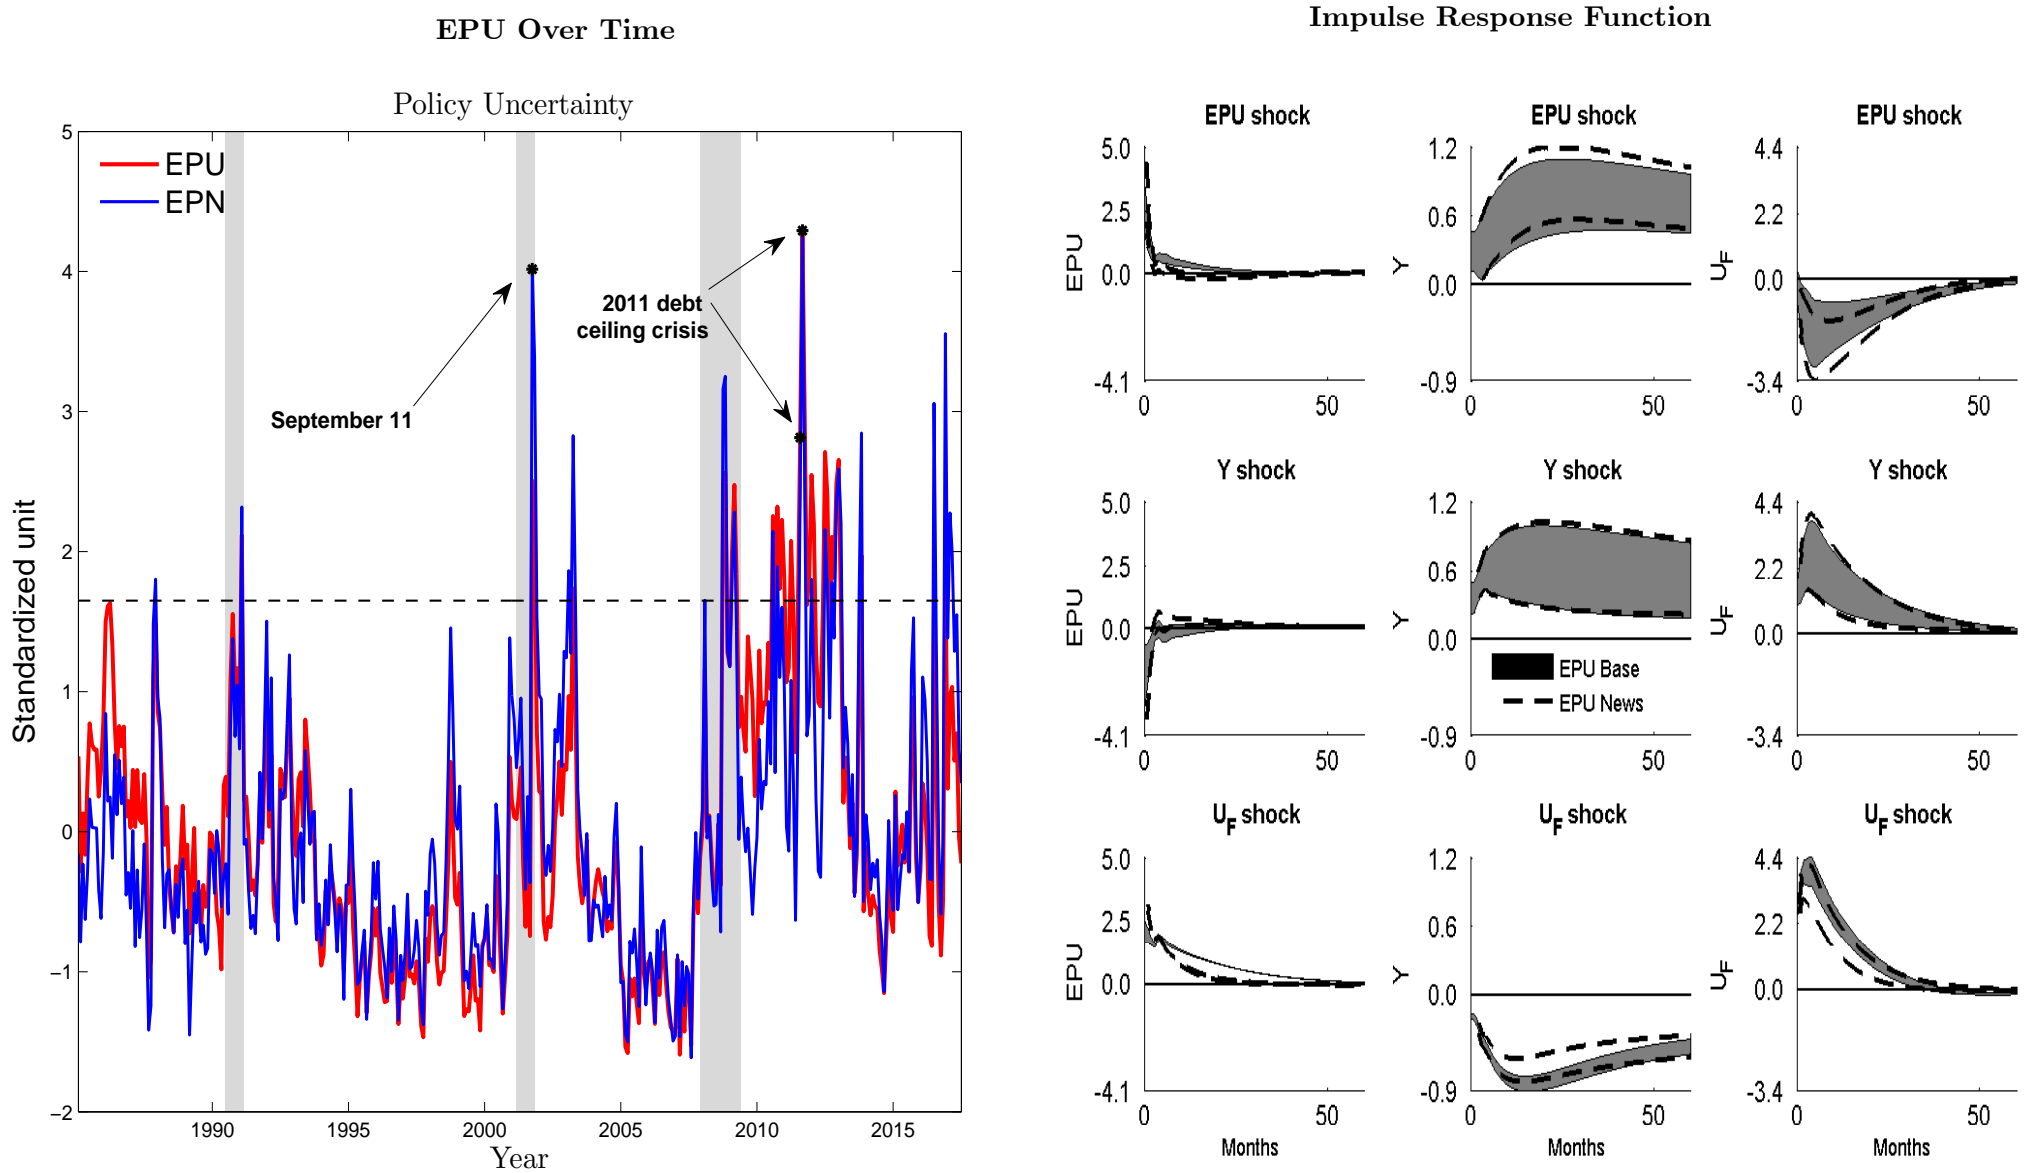 EPU Over Time
Policy Uncertainty
5
4
3
2
1
0
−1
−2
Standardized unit
EPU
EPN
September 11
2011 debt
ceiling crisis
1990 1995 2000 2005 2010 2015
Year
Impulse Response Function
EPU shock EPU shock EPU shock
5.0
2.5
0.0
-4.1
EPU
0 50
1.2
0.6
0.0
-0.9
Y
0 50
4.4
2.2
0.0
-3.4
U_F
0 50
Y shock Y shock Y shock
5.0
2.5
0.0
-4.1
EPU
0 50
1.2
0.6
0.0
-0.9
Y
EPU Base
EPU News
0 50
4.4
2.2
0.0
-3.4
U_F
0 50
U_F shock U_F shock U_F shock
5.0
2.5
0.0
-4.1
EPU
0 50
Months
1.2
0.6
0.0
-0.9
Y
0 50
Months
4.4
2.2
0.0
-3.4
U_F
0 50
Months